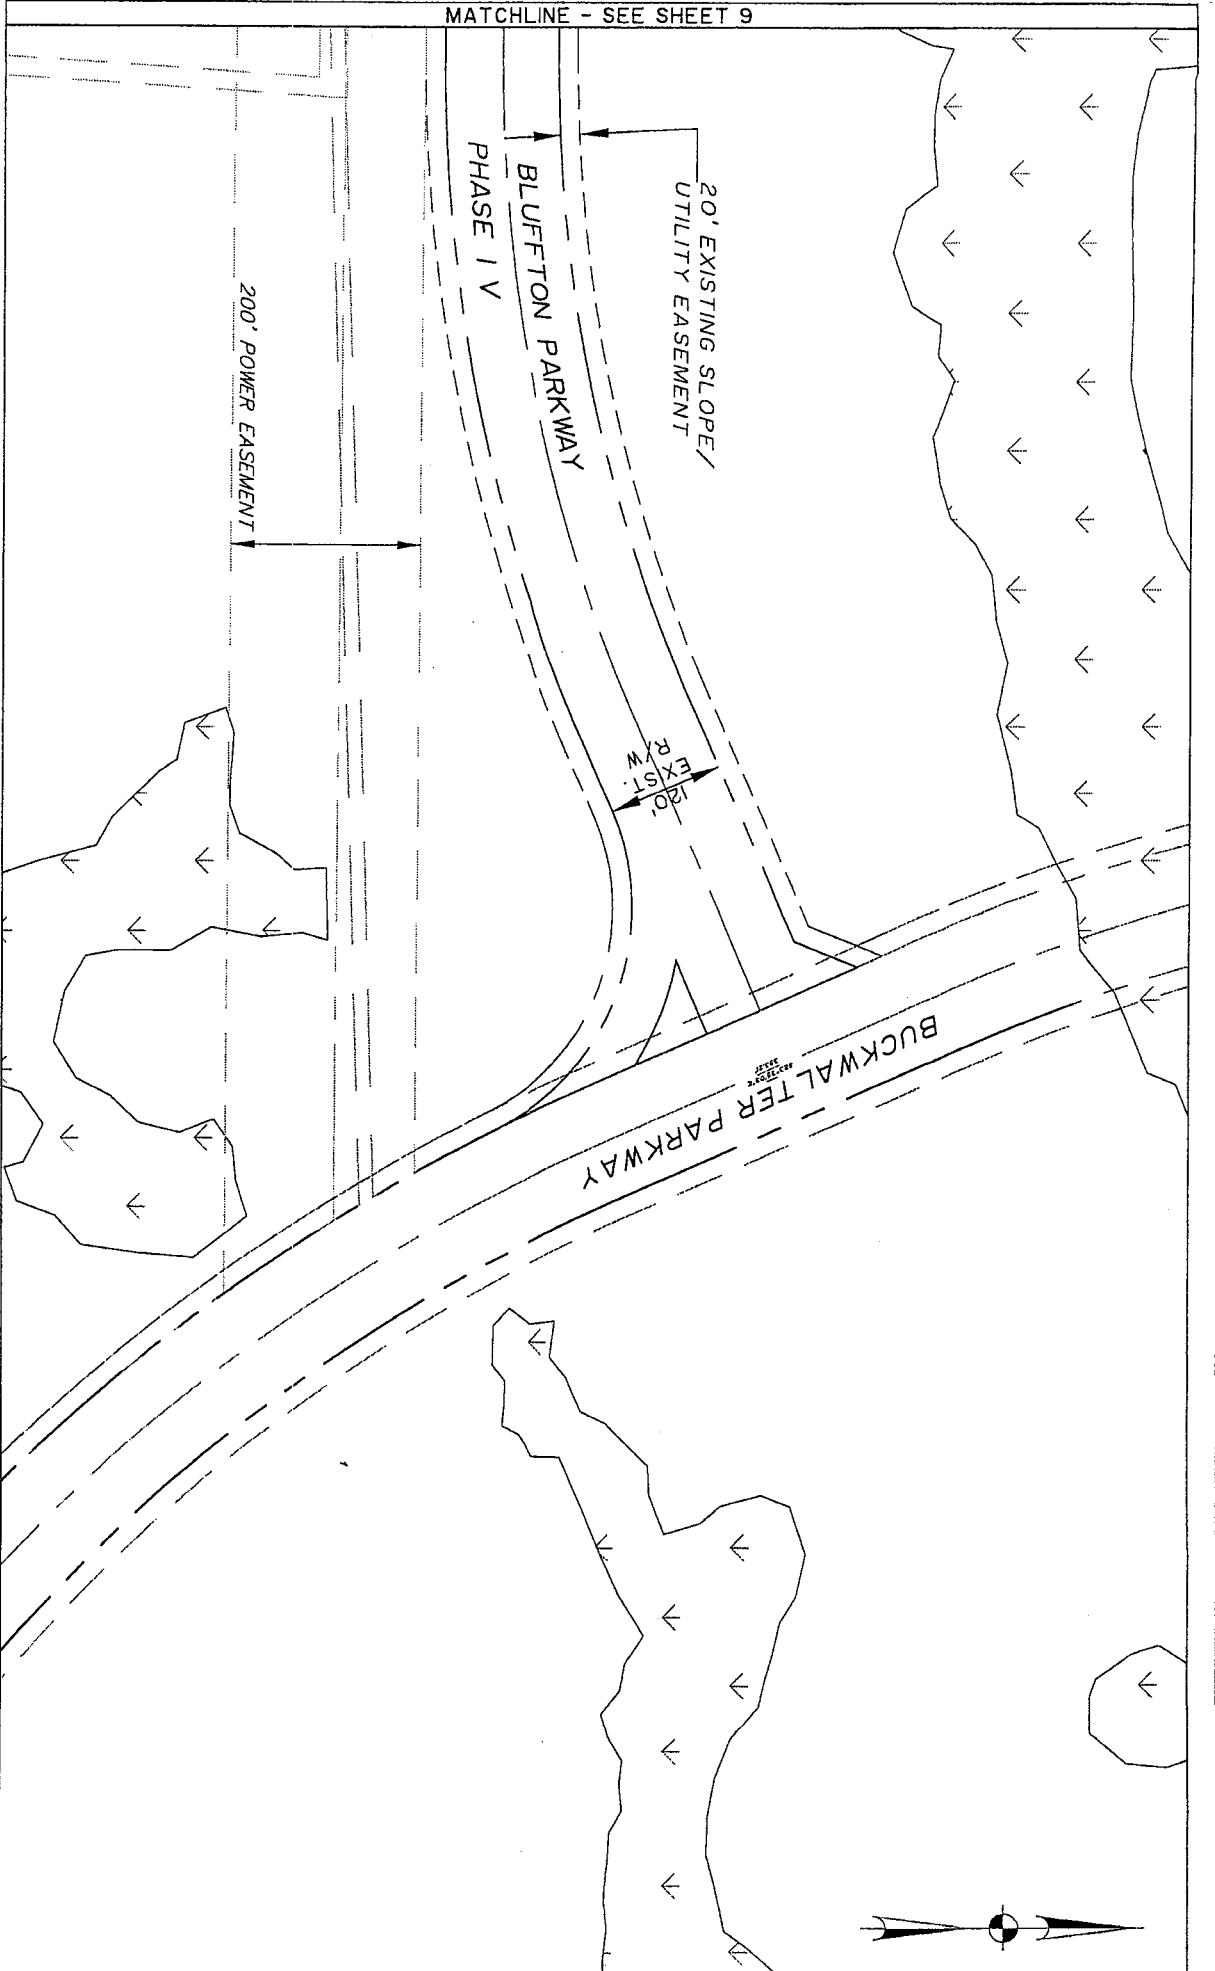 MATCHLINE - SEE SHEET 9
20' EXISTING SLOPE/
UTILITY EASEMENT
BLUFFTON PARKWAY
PHASE IV
200' POWER EASEMENT
120'
EXIST.
R/W
BUCKWALTER PARKWAY